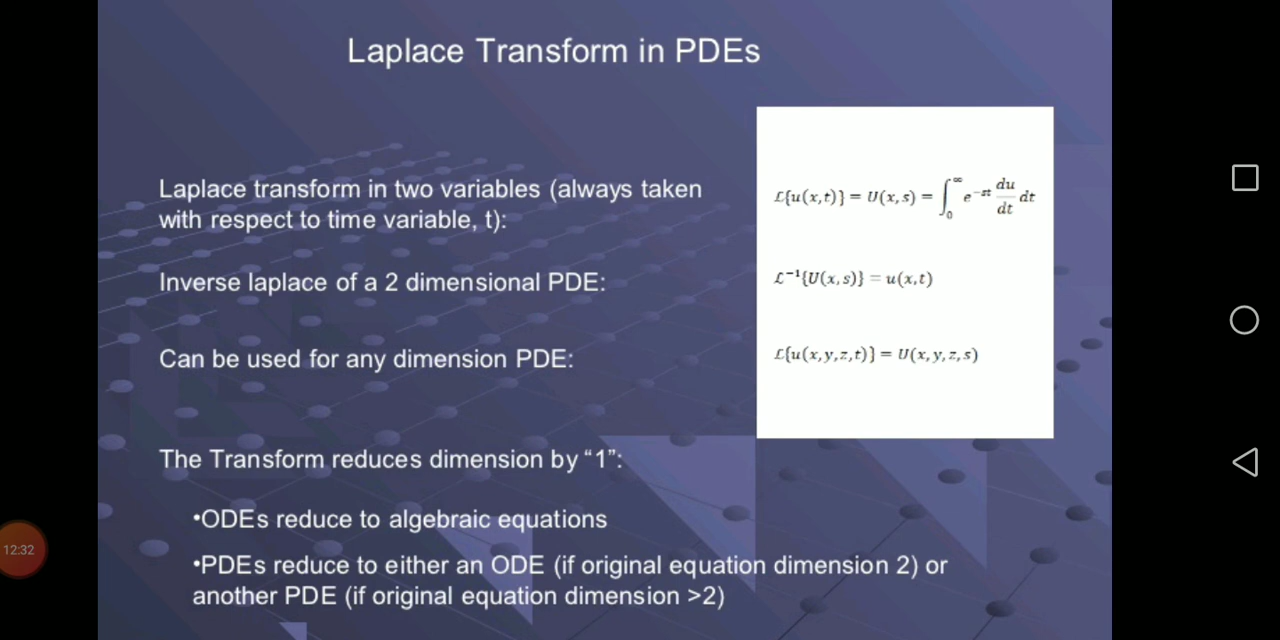 Laplace Transform in PDEs
Laplace transform in two variables (always taken
with respect to time variable, t):
ℒ{u(x,t)} = U(x,s) = ∫₀^∞ e^(−st) du/dt dt
Inverse laplace of a 2 dimensional PDE:
ℒ⁻¹{U(x,s)} = u(x,t)
Can be used for any dimension PDE:
ℒ{u(x,y,z,t)} = U(x,y,z,s)
The Transform reduces dimension by “1”:
•ODEs reduce to algebraic equations
•PDEs reduce to either an ODE (if original equation dimension 2) or
another PDE (if original equation dimension >2)
12:32